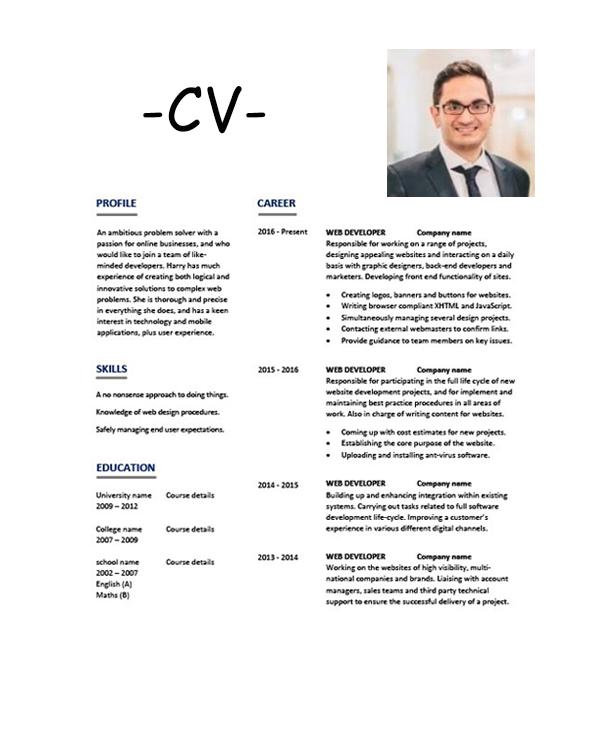 -CV-
PROFILE
An ambitious problem solver with a
passion for online businesses, and who
would like to join a team of like-
minded developers. Harry has much
experience of creating both logical and
innovative solutions to complex web
problems. She is thorough and precise
in everything she does, and has a keen
interest in technology and mobile
applications, plus user experience.
SKILLS
A no nonsense approach to doing things.
Knowledge of web design procedures.
Safely managing end user expectations.
EDUCATION
University name Course details
2009 – 2012
College name Course details
2007 – 2009
school name Course details
2002 – 2007
English (A)
Maths (B)
CAREER
2016 - Present WEB DEVELOPER Company name
Responsible for working on a range of projects,
designing appealing websites and interacting on a daily
basis with graphic designers, back-end developers and
marketers. Developing front end functionality of sites.
• Creating logos, banners and buttons for websites.
• Writing browser compliant XHTML and JavaScript.
• Simultaneously managing several design projects.
• Contacting external webmasters to confirm links.
• Provide guidance to team members on key issues.
2015 - 2016 WEB DEVELOPER Company name
Responsible for participating in the full life cycle of new
website development projects, and for implement and
maintaining best practice procedures in all areas of
work. Also in charge of writing content for websites.
• Coming up with cost estimates for new projects.
• Establishing the core purpose of the website.
• Uploading and installing ant-virus software.
2014 - 2015 WEB DEVELOPER Company name
Building up and enhancing integration within existing
systems. Carrying out tasks related to full software
development life-cycle. Improving a customer's
experience in various different digital channels.
2013 - 2014 WEB DEVELOPER Company name
Working on the websites of high visibility, multi-
national companies and brands. Liaising with account
managers, sales teams and third party technical
support to ensure the successful delivery of a project.